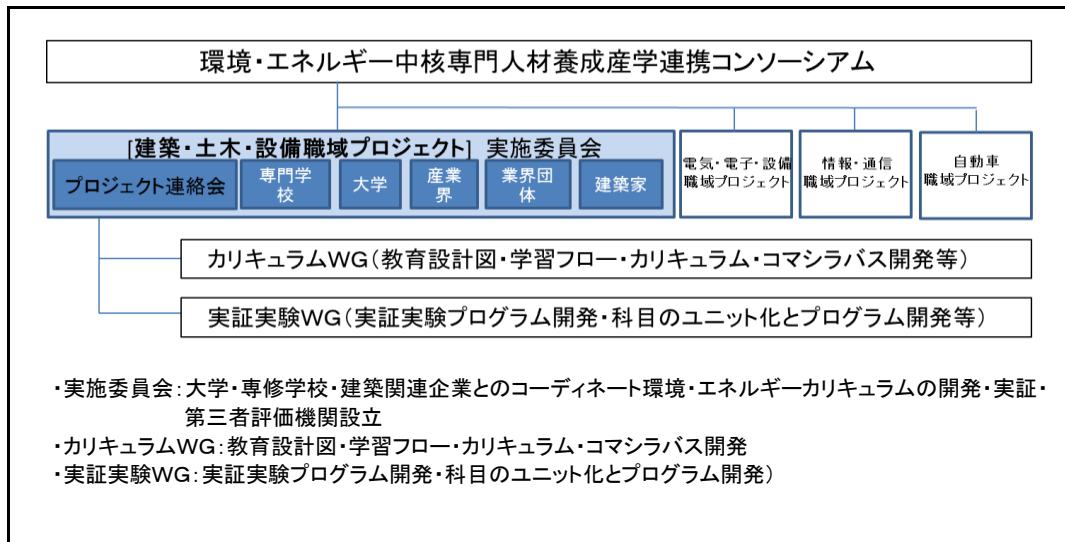 環境・エネルギー中核専門人材養成産学連携コンソーシアム
[建築・土木・設備職域プロジェクト] 実施委員会
プロジェクト連絡会
専門学
校
大学
産業
界
業界団
体
建築家
電気・電子・設備
職域プロジェクト
情報・通信
職域プロジェクト
自動車
職域プロジェクト
カリキュラムWG(教育設計図・学習フロー・カリキュラム・コマシラバス開発等)
実証実験WG(実証実験プログラム開発・科目のユニット化とプログラム開発等)
・実施委員会:大学・専修学校・建築関連企業とのコーディネート環境・エネルギーカリキュラムの開発・実証・
第三者評価機関設立
・カリキュラムWG:教育設計図・学習フロー・カリキュラム・コマシラバス開発
・実証実験WG:実証実験プログラム開発・科目のユニット化とプログラム開発)